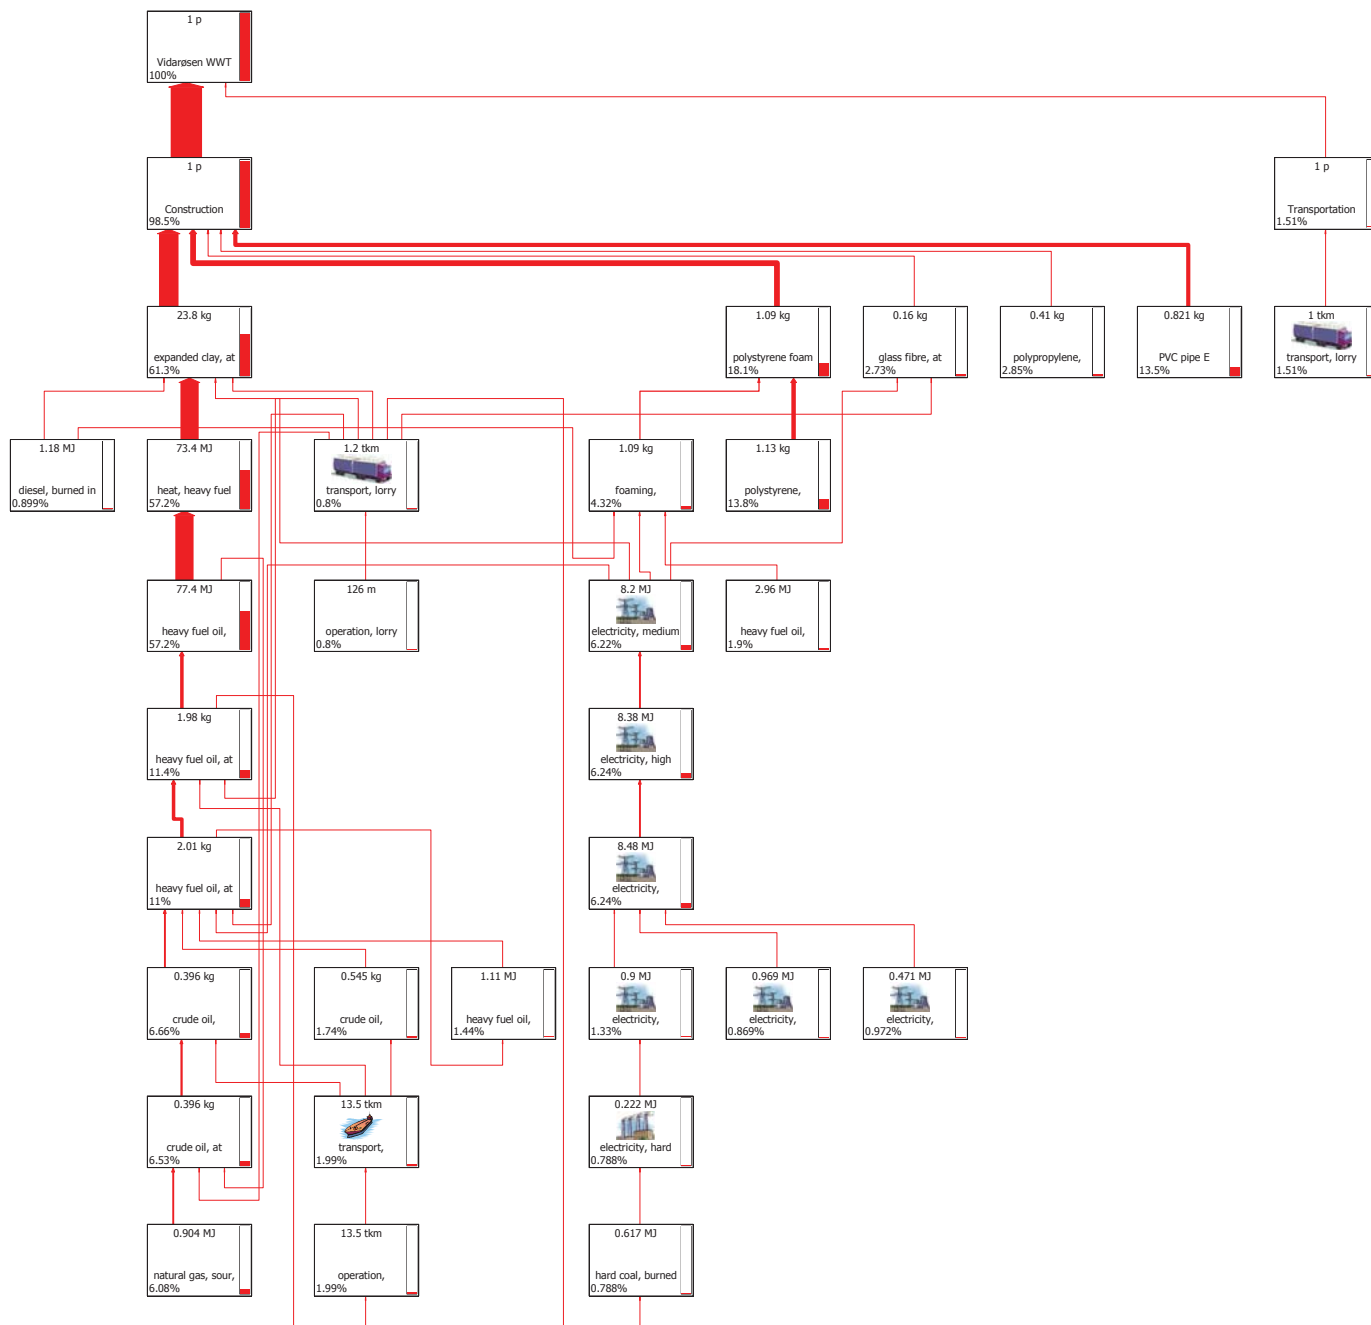 1 p
Vidarøsen WWT
100%
1 p
Construction
98.5%
1 p
Transportation
1.51%
23.8 kg
expanded clay, at
61.3%
1.09 kg
polystyrene foam
18.1%
0.16 kg
glass fibre, at
2.73%
0.41 kg
polypropylene,
2.85%
0.821 kg
PVC pipe E
13.5%
1 tkm
transport, lorry
1.51%
1.18 MJ
diesel, burned in
0.899%
73.4 MJ
heat, heavy fuel
57.2%
1.2 tkm
transport, lorry
0.8%
1.09 kg
foaming,
4.32%
1.13 kg
polystyrene,
13.8%
77.4 MJ
heavy fuel oil,
57.2%
126 m
operation, lorry
0.8%
8.2 MJ
electricity, medium
6.22%
2.96 MJ
heavy fuel oil,
1.9%
1.98 kg
heavy fuel oil, at
11.4%
8.38 MJ
electricity, high
6.24%
2.01 kg
heavy fuel oil, at
11%
8.48 MJ
electricity,
6.24%
0.396 kg
crude oil,
6.66%
0.545 kg
crude oil,
1.74%
1.11 MJ
heavy fuel oil,
1.44%
0.9 MJ
electricity,
1.33%
0.969 MJ
electricity,
0.869%
0.471 MJ
electricity,
0.972%
0.396 kg
crude oil, at
6.53%
13.5 tkm
transport,
1.99%
0.222 MJ
electricity, hard
0.788%
0.904 MJ
natural gas, sour,
6.08%
13.5 tkm
operation,
1.99%
0.617 MJ
hard coal, burned
0.788%